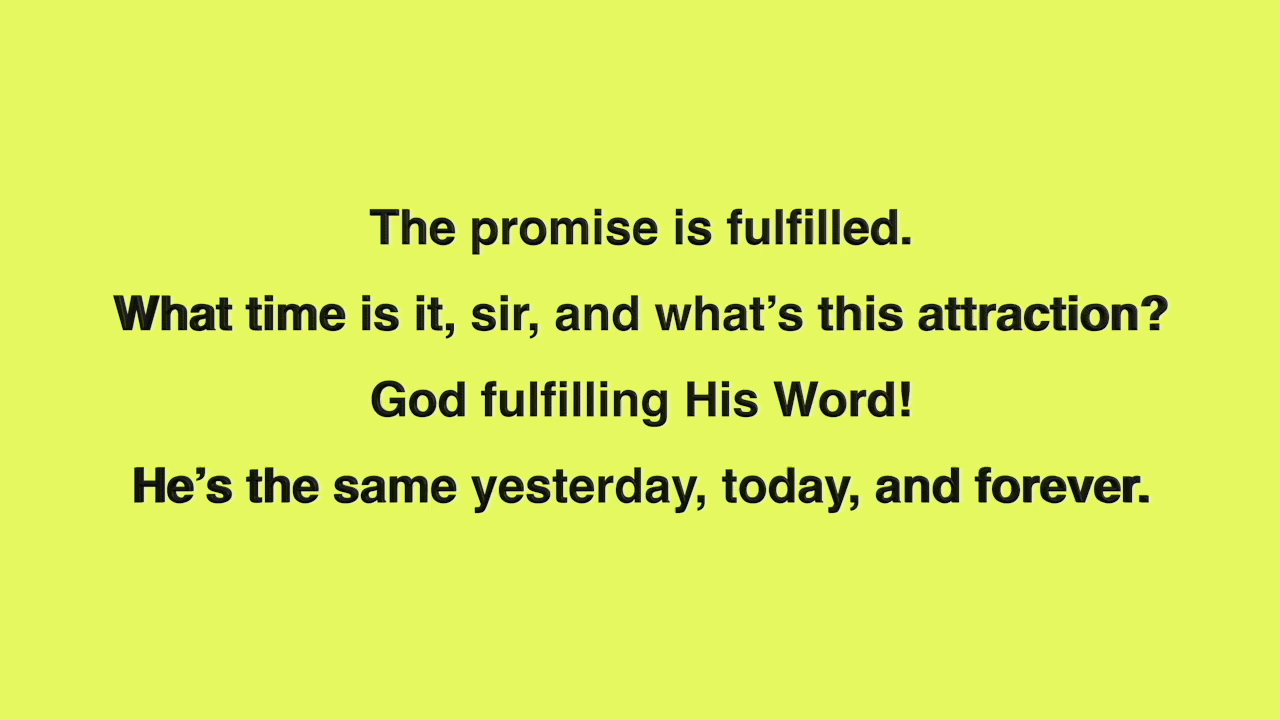 The promise is fulfilled.
What time is it, sir, and what’s this attraction?
God fulfilling His Word!
He’s the same yesterday, today, and forever.